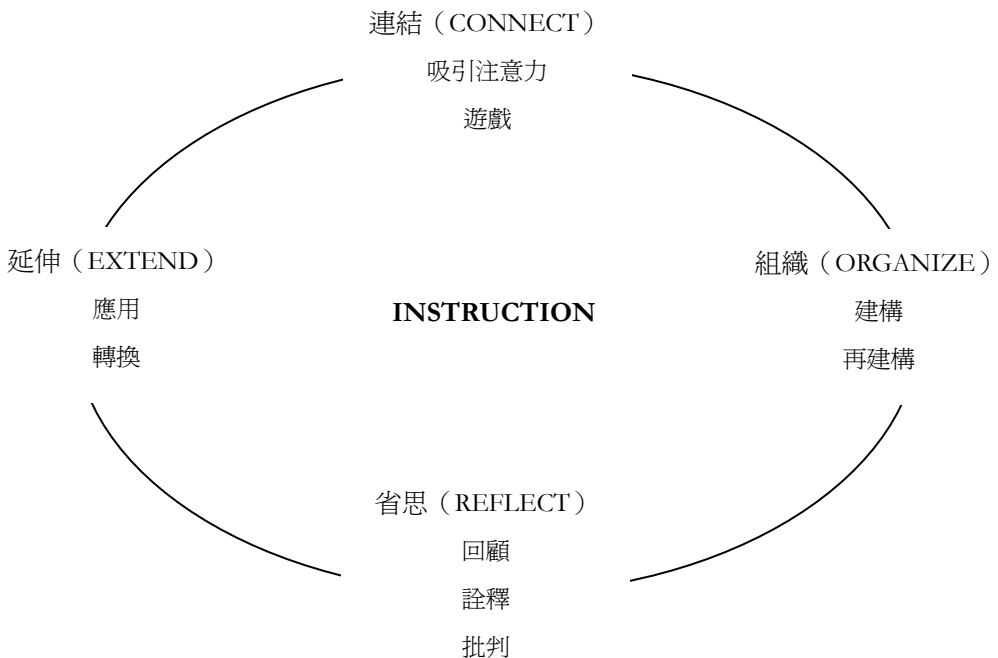 連結（CONNECT）
吸引注意力
遊戲
延伸（EXTEND）
應用
轉換
INSTRUCTION
組織（ORGANIZE）
建構
再建構
省思（REFLECT）
回顧
詮釋
批判